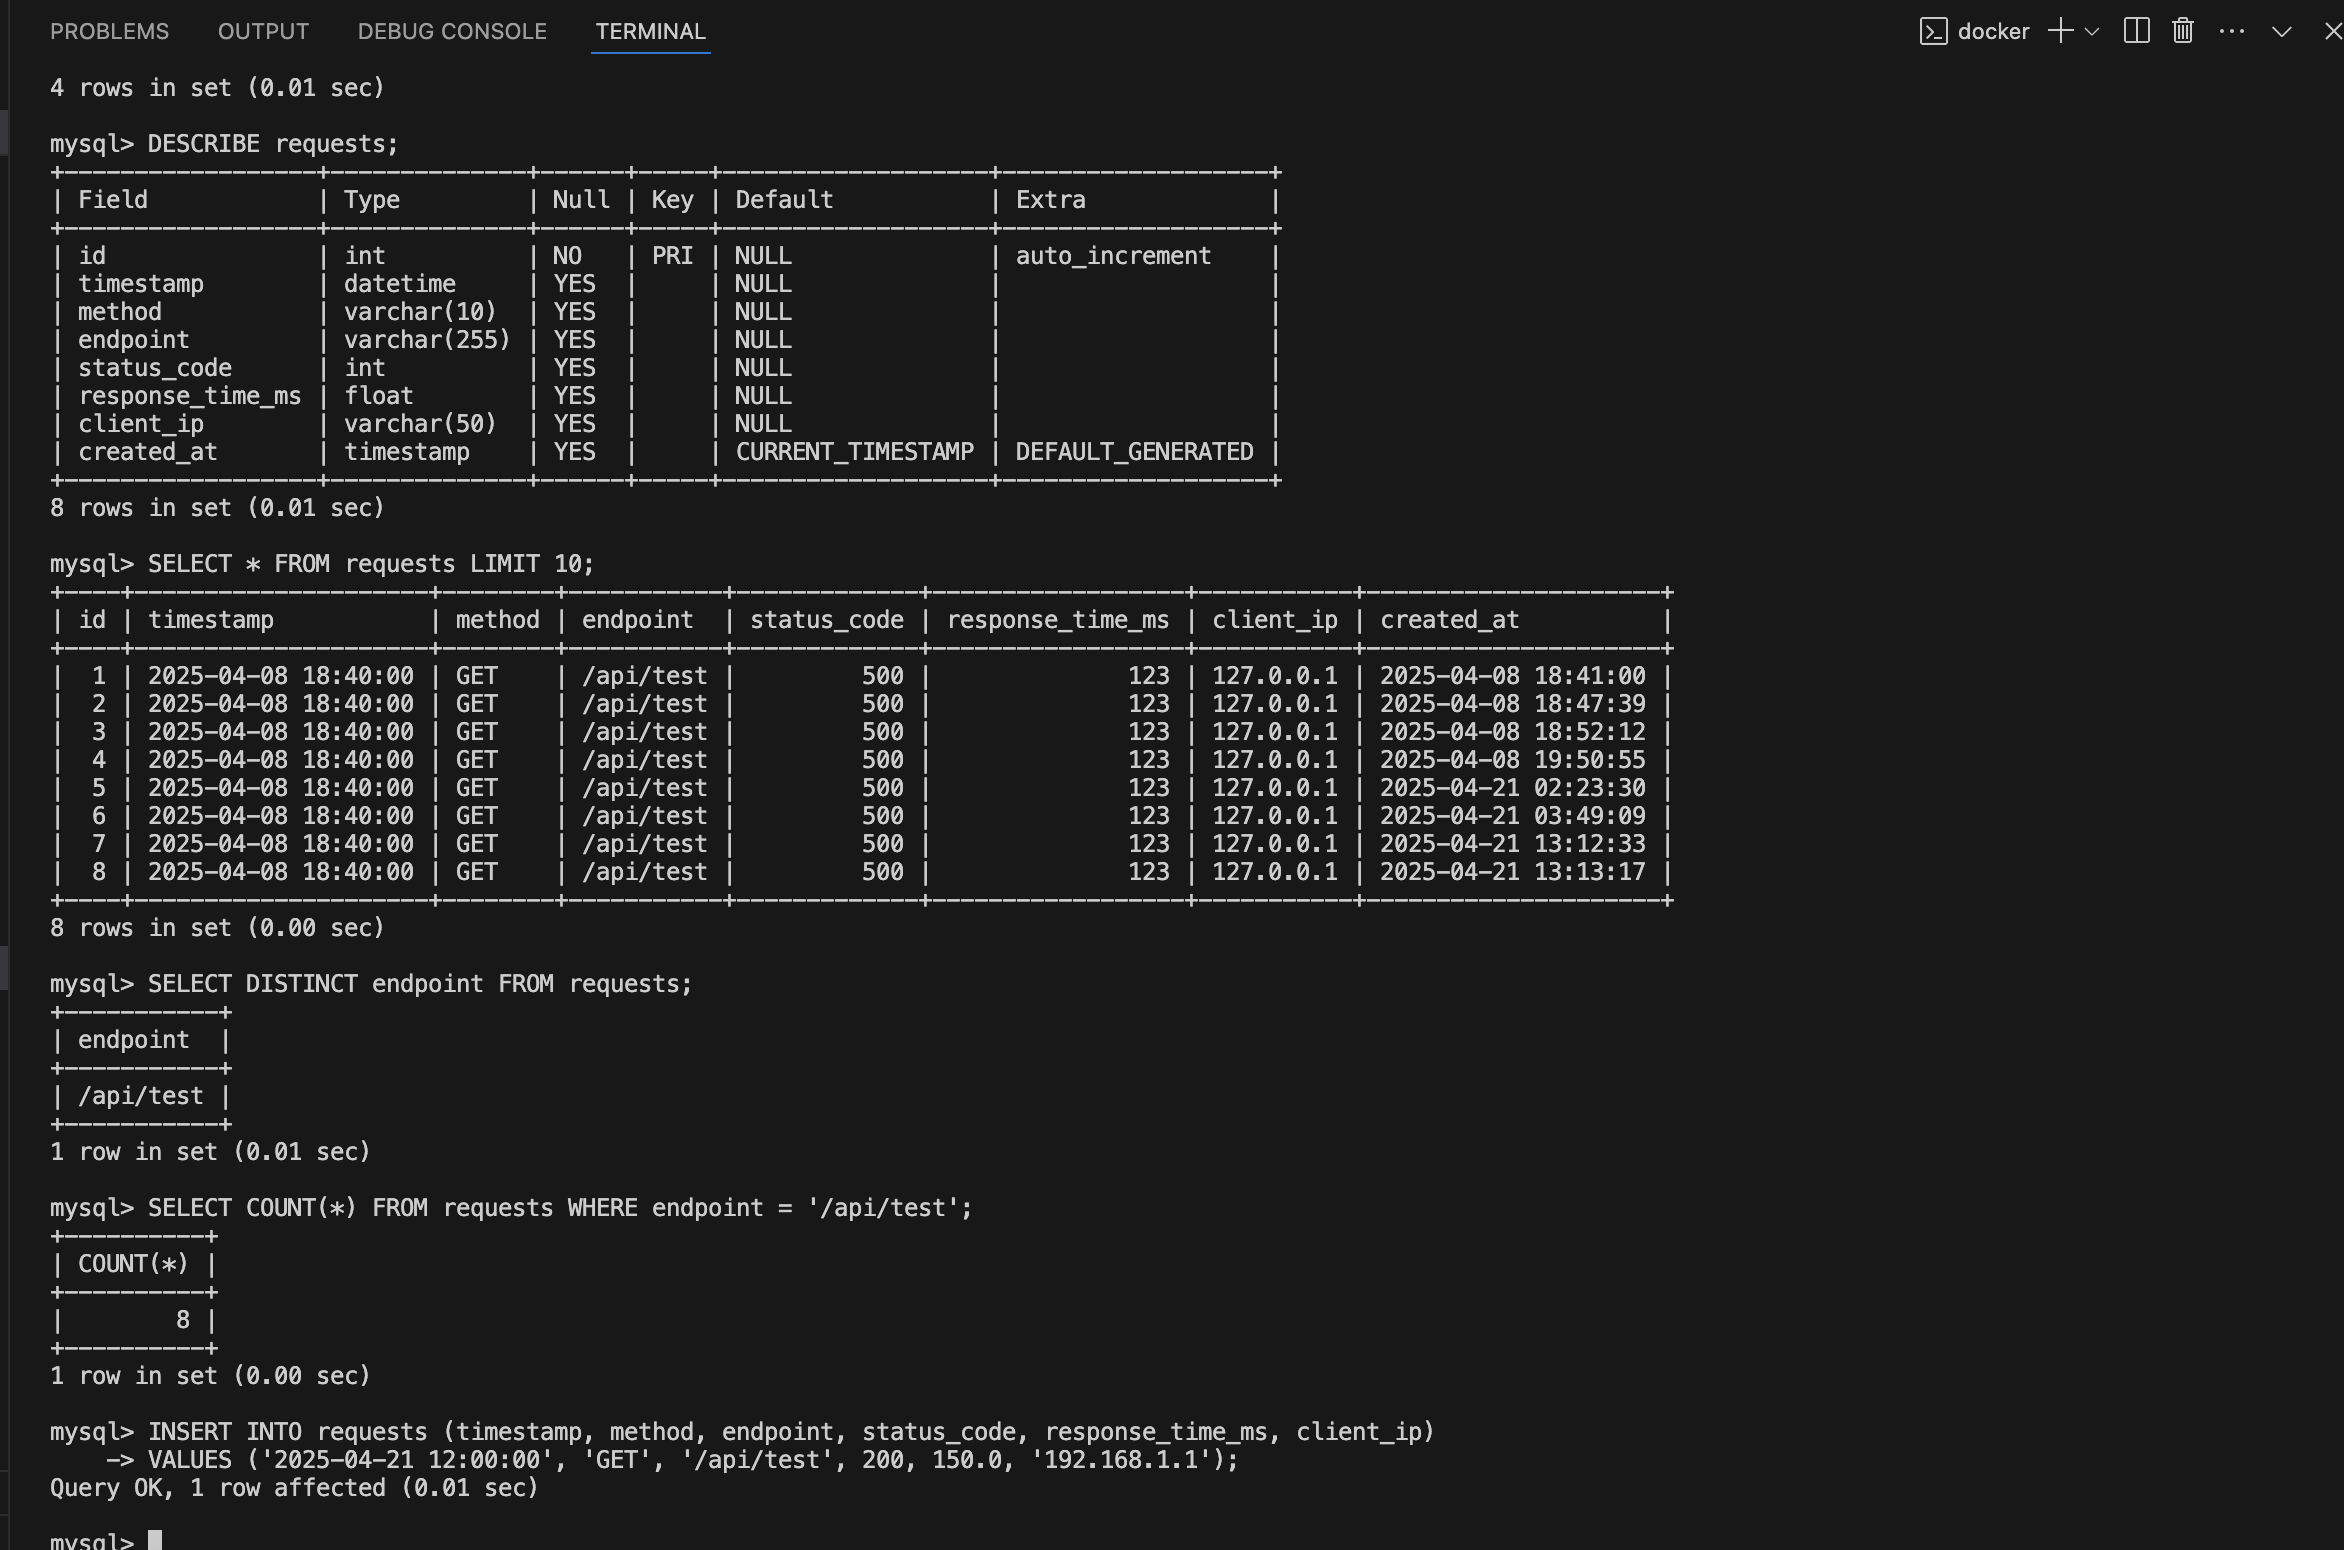 PROBLEMS OUTPUT DEBUG CONSOLE TERMINAL docker
4 rows in set (0.01 sec)
mysql> DESCRIBE requests;
+-------------------+--------------+------+-----+-------------------+-------------------+
| Field             | Type         | Null | Key | Default           | Extra             |
+-------------------+--------------+------+-----+-------------------+-------------------+
| id                | int          | NO   | PRI | NULL              | auto_increment    |
| timestamp         | datetime     | YES  |     | NULL              |                   |
| method            | varchar(10)  | YES  |     | NULL              |                   |
| endpoint          | varchar(255) | YES  |     | NULL              |                   |
| status_code       | int          | YES  |     | NULL              |                   |
| response_time_ms | float        | YES  |     | NULL              |                   |
| client_ip         | varchar(50)  | YES  |     | NULL              |                   |
| created_at        | timestamp    | YES  |     | CURRENT_TIMESTAMP | DEFAULT_GENERATED |
+-------------------+--------------+------+-----+-------------------+-------------------+
8 rows in set (0.01 sec)
mysql> SELECT * FROM requests LIMIT 10;
+----+---------------------+--------+-----------+-------------+------------------+-----------+---------------------+
| id | timestamp           | method | endpoint  | status_code | response_time_ms | client_ip | created_at          |
+----+---------------------+--------+-----------+-------------+------------------+-----------+---------------------+
|  1 | 2025-04-08 18:40:00 | GET    | /api/test |         500 |              123 | 127.0.0.1 | 2025-04-08 18:41:00 |
|  2 | 2025-04-08 18:40:00 | GET    | /api/test |         500 |              123 | 127.0.0.1 | 2025-04-08 18:47:39 |
|  3 | 2025-04-08 18:40:00 | GET    | /api/test |         500 |              123 | 127.0.0.1 | 2025-04-08 18:52:12 |
|  4 | 2025-04-08 18:40:00 | GET    | /api/test |         500 |              123 | 127.0.0.1 | 2025-04-08 19:50:55 |
|  5 | 2025-04-08 18:40:00 | GET    | /api/test |         500 |              123 | 127.0.0.1 | 2025-04-21 02:23:30 |
|  6 | 2025-04-08 18:40:00 | GET    | /api/test |         500 |              123 | 127.0.0.1 | 2025-04-21 03:49:09 |
|  7 | 2025-04-08 18:40:00 | GET    | /api/test |         500 |              123 | 127.0.0.1 | 2025-04-21 13:12:33 |
|  8 | 2025-04-08 18:40:00 | GET    | /api/test |         500 |              123 | 127.0.0.1 | 2025-04-21 13:13:17 |
+----+---------------------+--------+-----------+-------------+------------------+-----------+---------------------+
8 rows in set (0.00 sec)
mysql> SELECT DISTINCT endpoint FROM requests;
+-----------+
| endpoint  |
+-----------+
| /api/test |
+-----------+
1 row in set (0.01 sec)
mysql> SELECT COUNT(*) FROM requests WHERE endpoint = '/api/test';
+----------+
| COUNT(*) |
+----------+
|        8 |
+----------+
1 row in set (0.00 sec)
mysql> INSERT INTO requests (timestamp, method, endpoint, status_code, response_time_ms, client_ip)
    -> VALUES ('2025-04-21 12:00:00', 'GET', '/api/test', 200, 150.0, '192.168.1.1');
Query OK, 1 row affected (0.01 sec)
mysql>